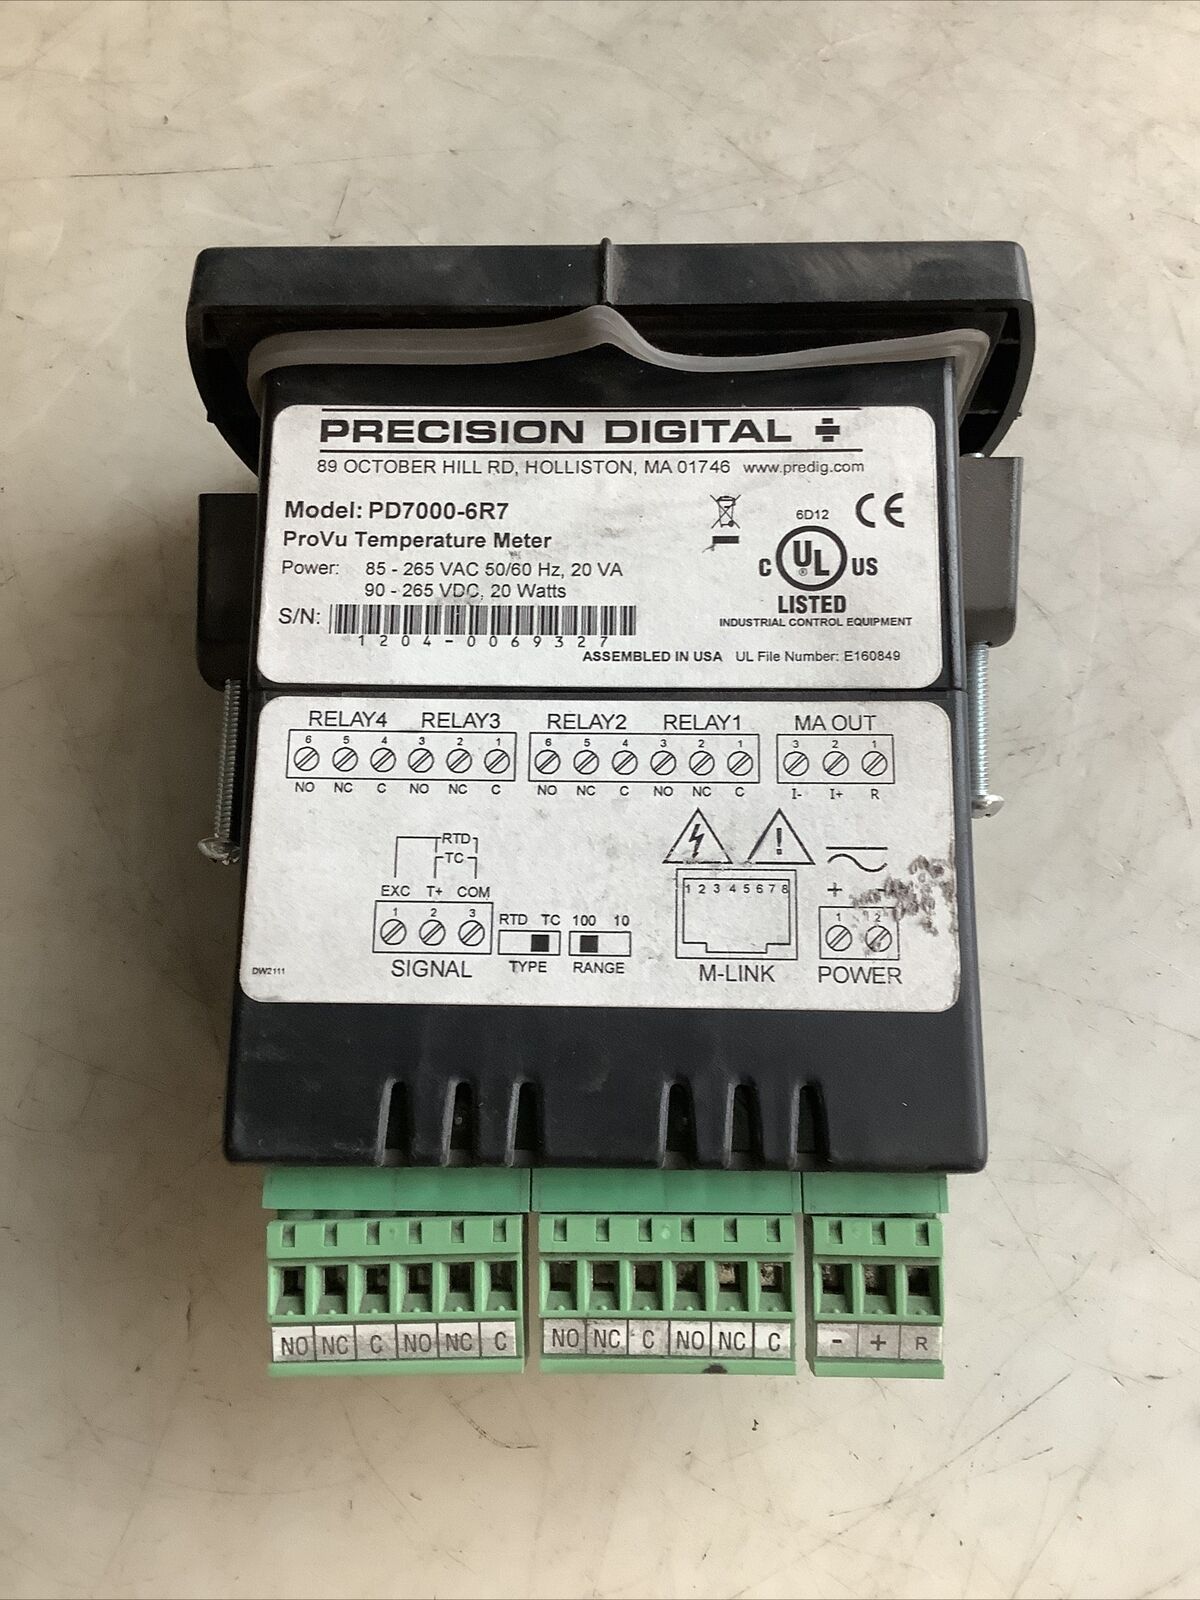 PRECISION DIGITAL
89 OCTOBER HILL RD, HOLLISTON, MA 01746 www.predig.com
Model: PD7000-6R7
ProVu Temperature Meter
Power: 85 - 265 VAC 50/60 Hz, 20 VA
90 - 265 VDC, 20 Watts
S/N:
1204-0069327
6D12
CE
C UL US
®
LISTED
INDUSTRIAL CONTROL EQUIPMENT
ASSEMBLED IN USA UL File Number: E160849
RELAY4 RELAY3 RELAY2 RELAY1 MA OUT
6 5 4 3 2 1 6 5 4 3 2 1 3 2 1
NO NC C NO NC C NO NC C NO NC C I- I+ R
RTD
TC
EXC T+ COM
1 2 3
SIGNAL
RTD TC 100 10
TYPE RANGE
1 2 3 4 5 6 7 8
M-LINK
+ -
1 2
POWER
DW2111
NO NC C NO NC C NO NC C NO NC C - + R